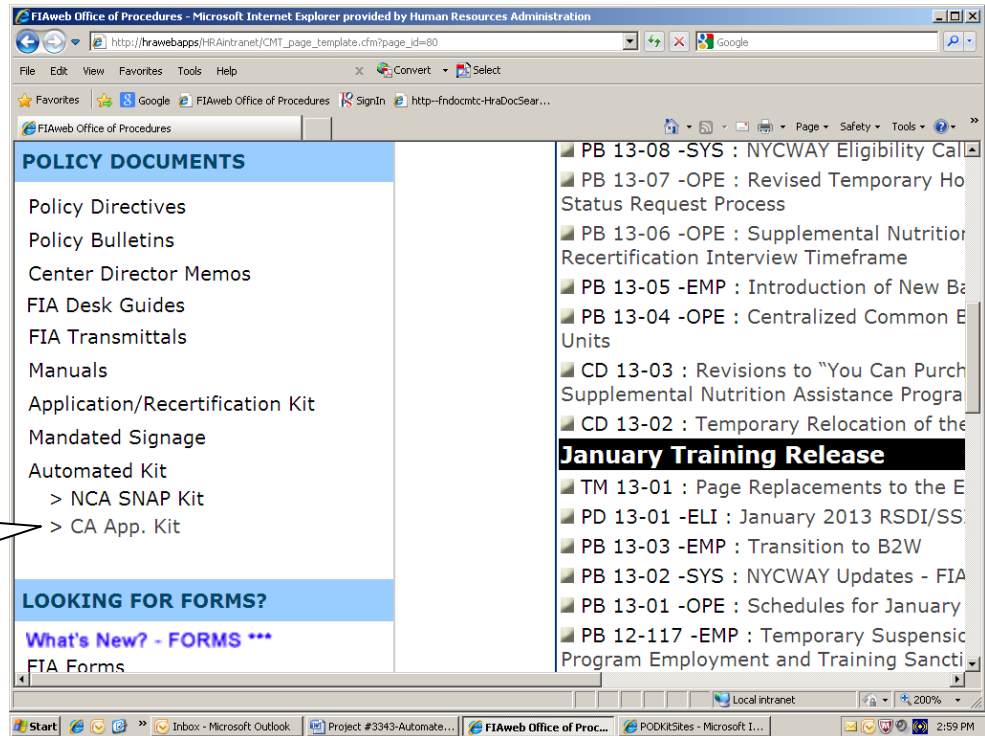 FIAweb Office of Procedures - Microsoft Internet Explorer provided by Human Resources Administration
http://hrawebapps/HRAintranet/CMT_page_template.cfm?page_id=80
Google
File Edit View Favorites Tools Help
x Convert Select
Favorites Google FIAweb Office of Procedures SignIn http--fndocmtc-HraDocSear...
FIAweb Office of Procedures
Page Safety Tools
POLICY DOCUMENTS
Policy Directives
Policy Bulletins
Center Director Memos
FIA Desk Guides
FIA Transmittals
Manuals
Application/Recertification Kit
Mandated Signage
Automated Kit
> NCA SNAP Kit
> CA App. Kit
LOOKING FOR FORMS?
What's New? - FORMS ***
FIA Forms
PB 13-08 -SYS : NYCWAY Eligibility Call
PB 13-07 -OPE : Revised Temporary Ho
Status Request Process
PB 13-06 -OPE : Supplemental Nutrition
Recertification Interview Timeframe
PB 13-05 -EMP : Introduction of New Ba
PB 13-04 -OPE : Centralized Common B
Units
CD 13-03 : Revisions to "You Can Purch
Supplemental Nutrition Assistance Progra
CD 13-02 : Temporary Relocation of the
January Training Release
TM 13-01 : Page Replacements to the E
PD 13-01 -ELI : January 2013 RSDI/SS
PB 13-03 -EMP : Transition to B2W
PB 13-02 -SYS : NYCWAY Updates - FIA
PB 13-01 -OPE : Schedules for January
PB 12-117 -EMP : Temporary Suspensio
Program Employment and Training Sancti
Local intranet 200%
Start Inbox - Microsoft Outlook Project #3343-Automate... FIAweb Office of Proc... PODKitSites - Microsoft I... 2:59 PM